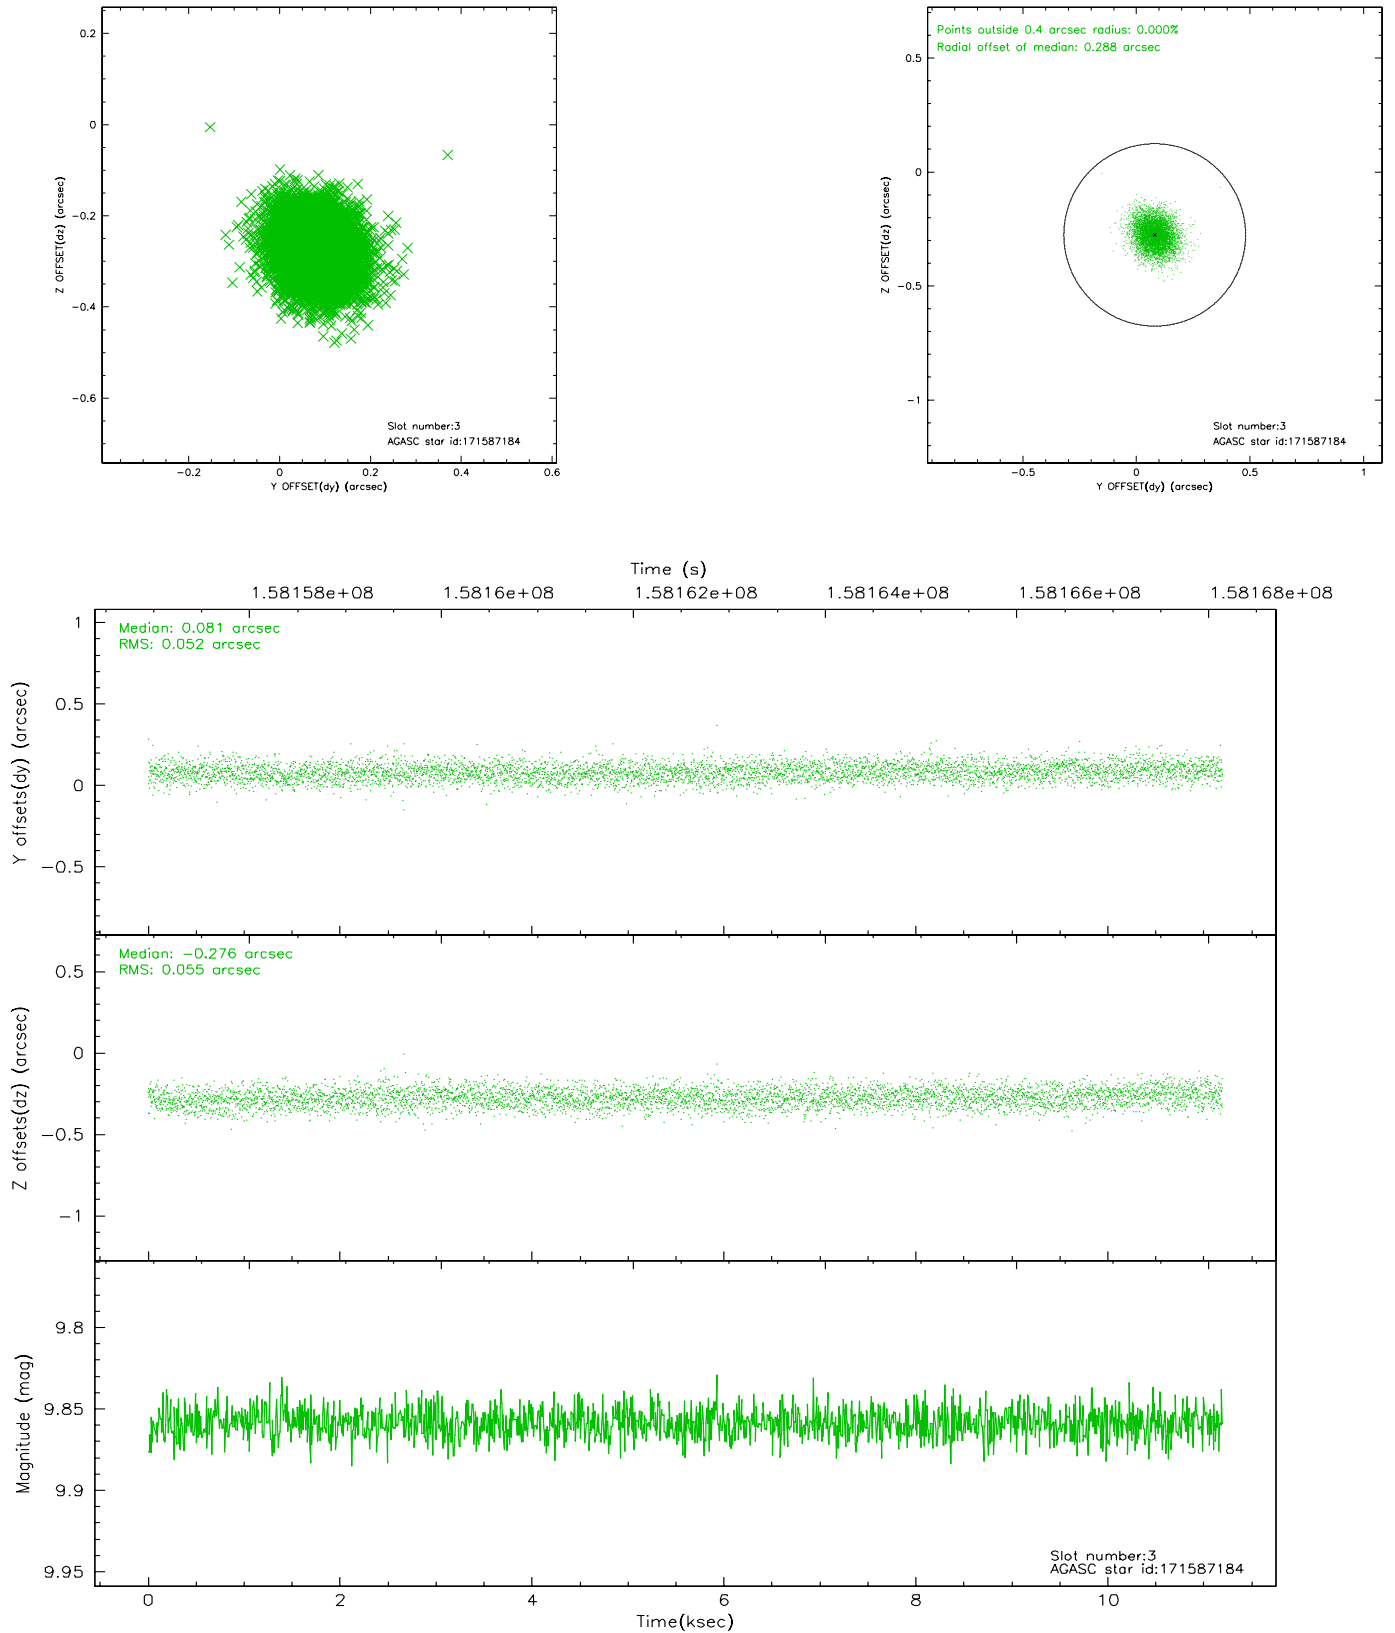 0.2
0
−0.2
−0.4
−0.6
Z OFFSET(dz) (arcsec)
Slot number:3
AGASC star id:171587184
−0.2 0 0.2 0.4 0.6
Y OFFSET(dy) (arcsec)
Points outside 0.4 arcsec radius: 0.000%
Radial offset of median: 0.288 arcsec
0.5
0
−0.5
−1
Z OFFSET(dz) (arcsec)
Slot number:3
AGASC star id:171587184
−0.5 0 0.5 1
Y OFFSET(dy) (arcsec)
Time (s)
1.58158e+08 1.5816e+08 1.58162e+08 1.58164e+08 1.58166e+08 1.58168e+08
Median: 0.081 arcsec
RMS: 0.052 arcsec
1
0.5
0
−0.5
Y offsets(dy) (arcsec)
Median: −0.276 arcsec
RMS: 0.055 arcsec
0.5
0
−0.5
−1
Z offsets(dz) (arcsec)
9.8
9.85
9.9
9.95
Magnitude (mag)
Slot number:3
AGASC star id:171587184
0 2 4 6 8 10
Time(ksec)